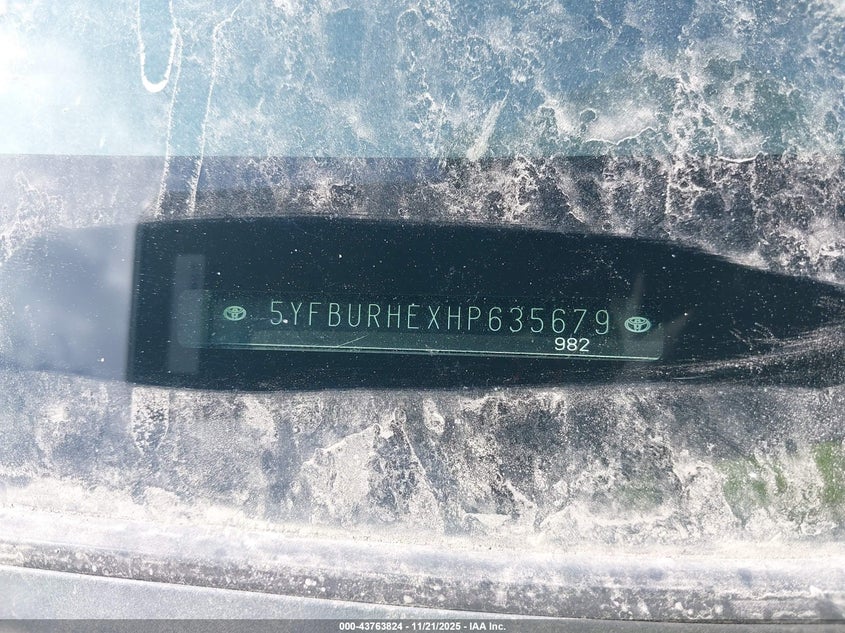 5YFBURHEXHP635679
982
000-43763824 - 11/21/2025 - IAA Inc.